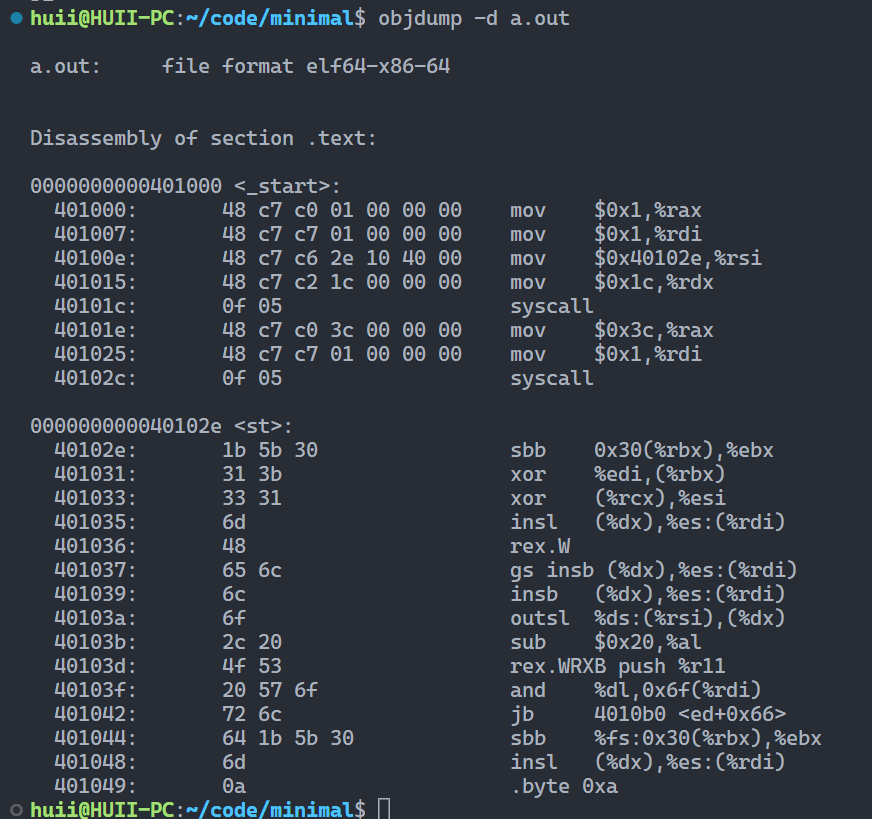 huii@HUII-PC:~/code/minimal$ objdump -d a.out
a.out:     file format elf64-x86-64
Disassembly of section .text:
0000000000401000 <_start>:
  401000:	48 c7 c0 01 00 00 00 	mov    $0x1,%rax
  401007:	48 c7 c7 01 00 00 00 	mov    $0x1,%rdi
  40100e:	48 c7 c6 2e 10 40 00 	mov    $0x40102e,%rsi
  401015:	48 c7 c2 1c 00 00 00 	mov    $0x1c,%rdx
  40101c:	0f 05 	syscall
  40101e:	48 c7 c0 3c 00 00 00 	mov    $0x3c,%rax
  401025:	48 c7 c7 01 00 00 00 	mov    $0x1,%rdi
  40102c:	0f 05 	syscall
000000000040102e <st>:
  40102e:	1b 5b 30 	sbb    0x30(%rbx),%ebx
  401031:	31 3b 	xor    %edi,(%rbx)
  401033:	33 31 	xor    (%rcx),%esi
  401035:	6d 	insl   (%dx),%es:(%rdi)
  401036:	48 	rex.W
  401037:	65 6c 	gs insb (%dx),%es:(%rdi)
  401039:	6c 	insb   (%dx),%es:(%rdi)
  40103a:	6f 	outsl  %ds:(%rsi),(%dx)
  40103b:	2c 20 	sub    $0x20,%al
  40103d:	4f 53 	rex.WRXB push %r11
  40103f:	20 57 6f 	and    %dl,0x6f(%rdi)
  401042:	72 6c 	jb     4010b0 <ed+0x66>
  401044:	64 1b 5b 30 	sbb    %fs:0x30(%rbx),%ebx
  401048:	6d 	insl   (%dx),%es:(%rdi)
  401049:	0a 	.byte 0xa
huii@HUII-PC:~/code/minimal$